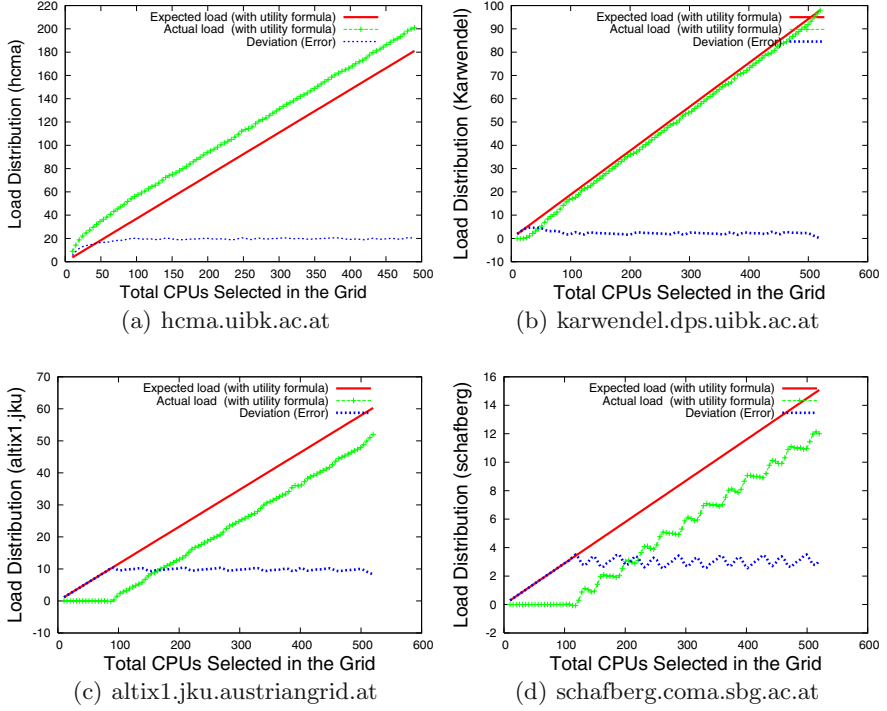 220
200
180
160
140
120
100
80
60
40
20
0
Load Distribution (hcma)
Expected load (with utility formula)
Actual load (with utility formula)
Deviation (Error)
0 50 100 150 200 250 300 350 400 450 500
Total CPUs Selected in the Grid
(a) hcma.uibk.ac.at
100
90
80
70
60
50
40
30
20
10
0
-10
Load Distribution (Karwendel)
Expected load (with utility formula)
Actual load (with utility formula)
Deviation (Error)
0 100 200 300 400 500 600
Total CPUs Selected in the Grid
(b) karwendel.dps.uibk.ac.at
70
60
50
40
30
20
10
0
-10
Load Distribution (altix1.jku)
Expected load (with utility formula)
Actual load (with utility formula)
Deviation (Error)
0 100 200 300 400 500 600
Total CPUs Selected in the Grid
(c) altix1.jku.austriangrid.at
16
14
12
10
8
6
4
2
0
-2
Load Distribution (schafberg)
Expected load (with utility formula)
Actual load (with utility formula)
Deviation (Error)
0 100 200 300 400 500 600
Total CPUs Selected in the Grid
(d) schafberg.coma.sbg.ac.at